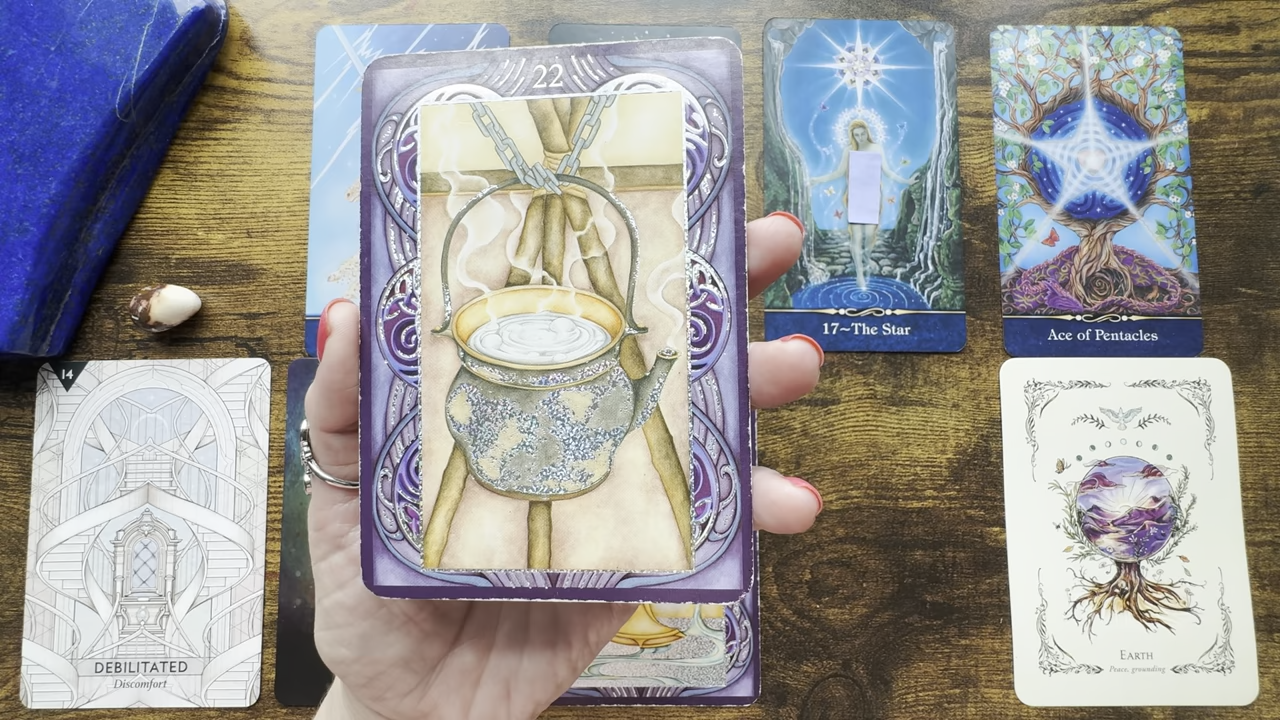 22
17~The Star
Ace of Pentacles
14
DEBILITATED
Discomfort
EARTH
Peace, grounding